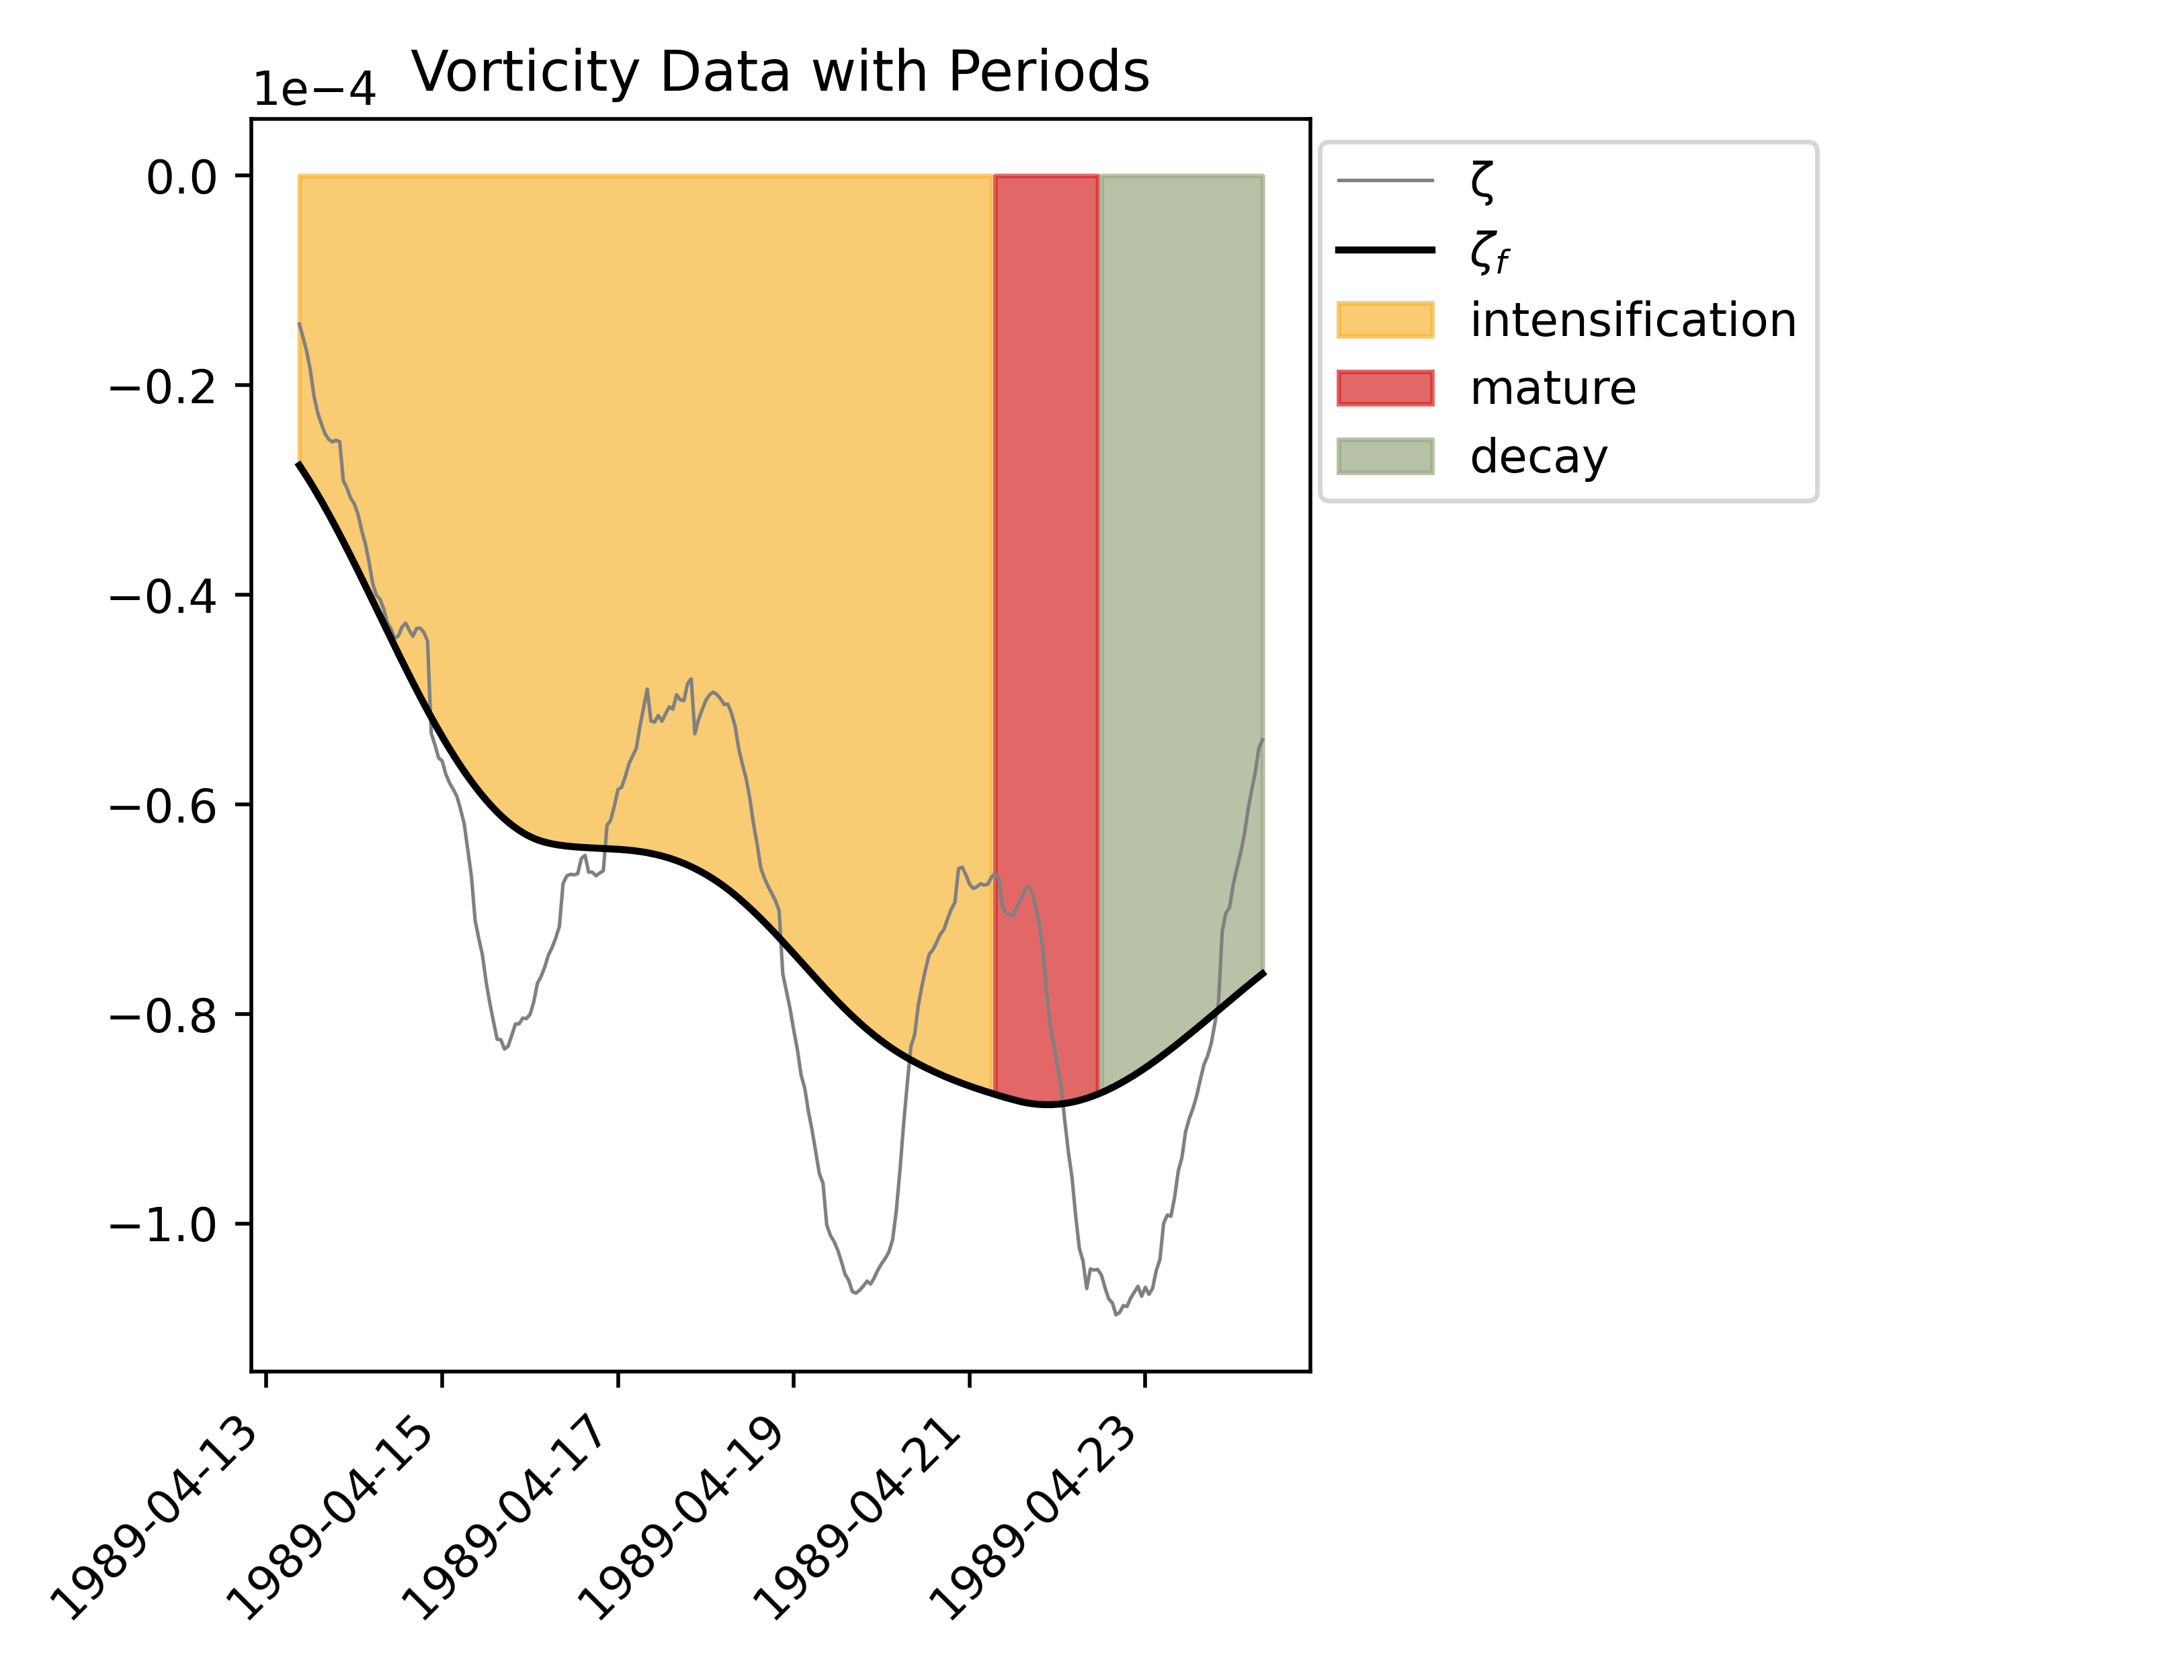 Vorticity Data with Periods
1e−4
0.0
−0.2
−0.4
−0.6
−0.8
−1.0
1989-04-13
1989-04-15
1989-04-17
1989-04-19
1989-04-21
1989-04-23
ζ
ζf
intensification
mature
decay